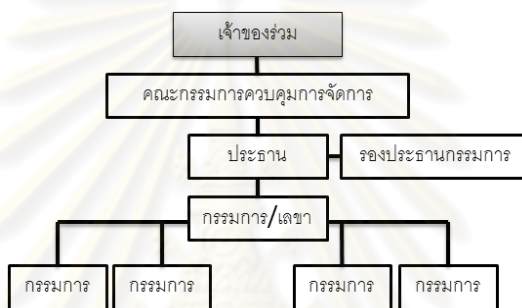 เจ้าของร่วม
คณะกรรมการควบคุมการจัดการ
ประธาน
รองประธานกรรมการ
กรรมการ/เลขา
กรรมการ
กรรมการ
กรรมการ
กรรมการ